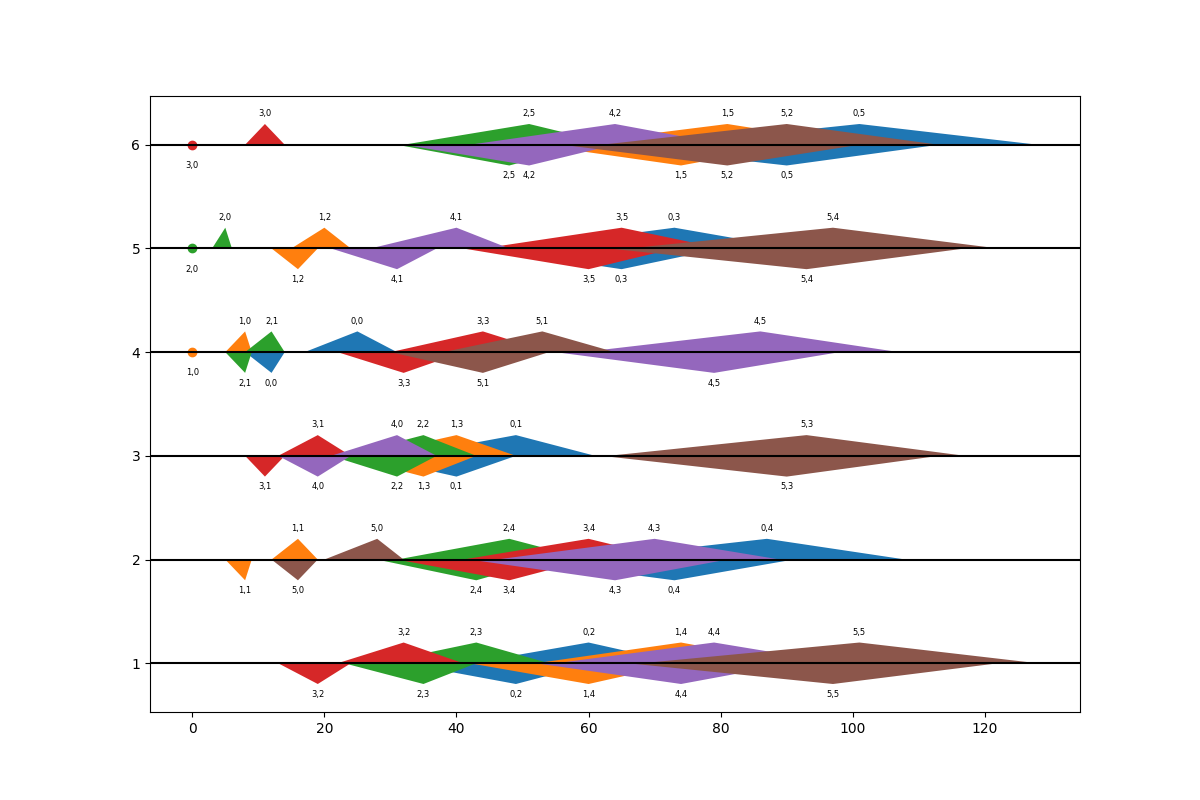 3,0
2,5 4,2 1,5 5,2 0,5
6
3,0
2,5 4,2 1,5 5,2 0,5
2,0 1,2 4,1 3,5 0,3 5,4
5
2,0
1,2 4,1 3,5 0,3 5,4
1,0 2,1 0,0 3,3 5,1 4,5
4
1,0
2,1 0,0 3,3 5,1 4,5
3,1 4,0 2,2 1,3 0,1 5,3
3
3,1 4,0 2,2 1,3 0,1 5,3
1,1 5,0 2,4 3,4 4,3 0,4
2
1,1 5,0 2,4 3,4 4,3 0,4
3,2 2,3 0,2 1,4 4,4 5,5
1
3,2 2,3 0,2 1,4 4,4 5,5
0 20 40 60 80 100 120